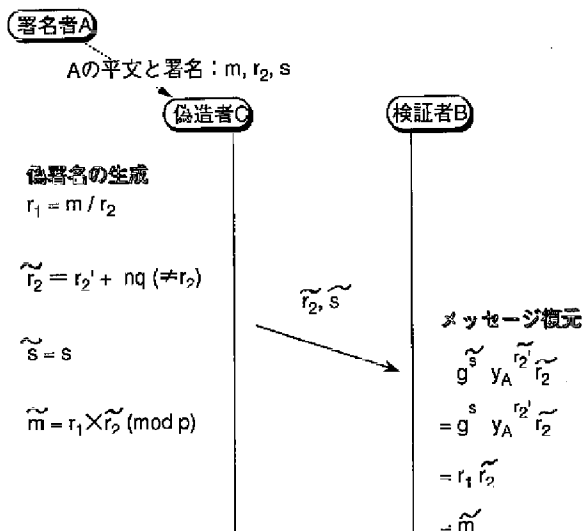 署名者A
Aの平文と署名：m, r₂, s
偽造者C
検証者B
偽署名の生成
r₁ = m / r₂
r̃₂ = r₂' + nq (≠r₂)
r̃₂, s̃
s̃ = s
メッセージ復元
g^s̃ y_A^r̃₂' r̃₂
m̃ = r₁×r̃₂ (mod p)
= g^s y_A^r₂' r̃₂
= r₁ r̃₂
= m̃